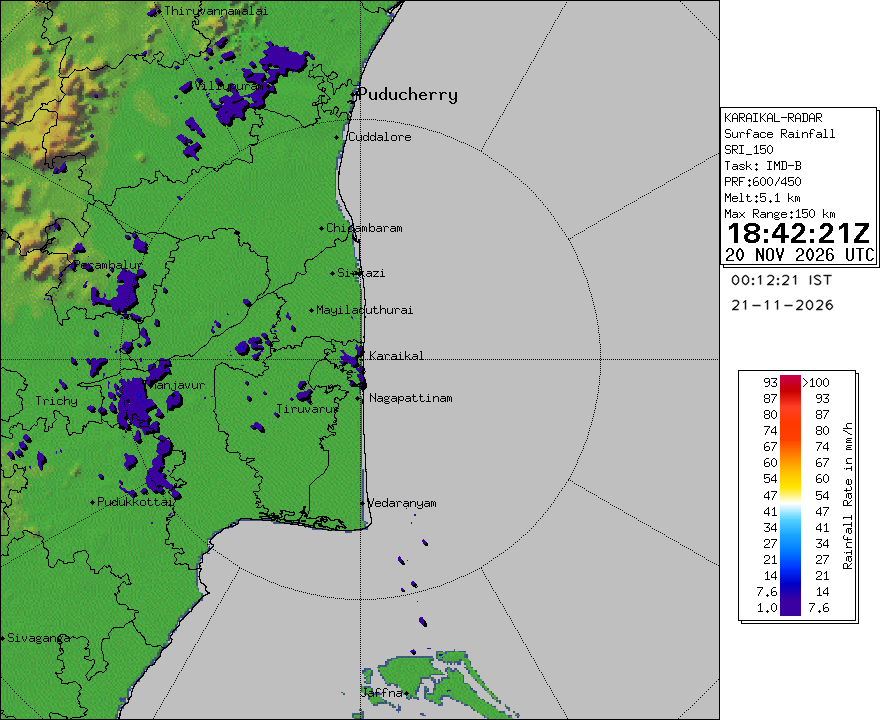 Thiruvannamalai
Villupuram
Puducherry
Cuddalore
Chidambaram
Perambalur
Sirkazi
Mayiladuthurai
Karaikal
Thanjavur
Trichy
Tiruvarur
Nagapattinam
Pudukkottai
Vedaranyam
Sivaganga
Jaffna
KARAIKAL-RADAR
Surface Rainfall
SRI_150
Task: IMD-B
PRF:600/450
Melt:5.1 km
Max Range:150 km
18:42:21Z
20 NOV 2026 UTC
00:12:21 IST
21-11-2026
93 >100
87 93
80 87
74 80
67 74
60 67
54 60
47 54
41 47
34 41
27 34
21 27
14 21
7.6 14
1.0 7.6
Rainfall Rate in mm/h